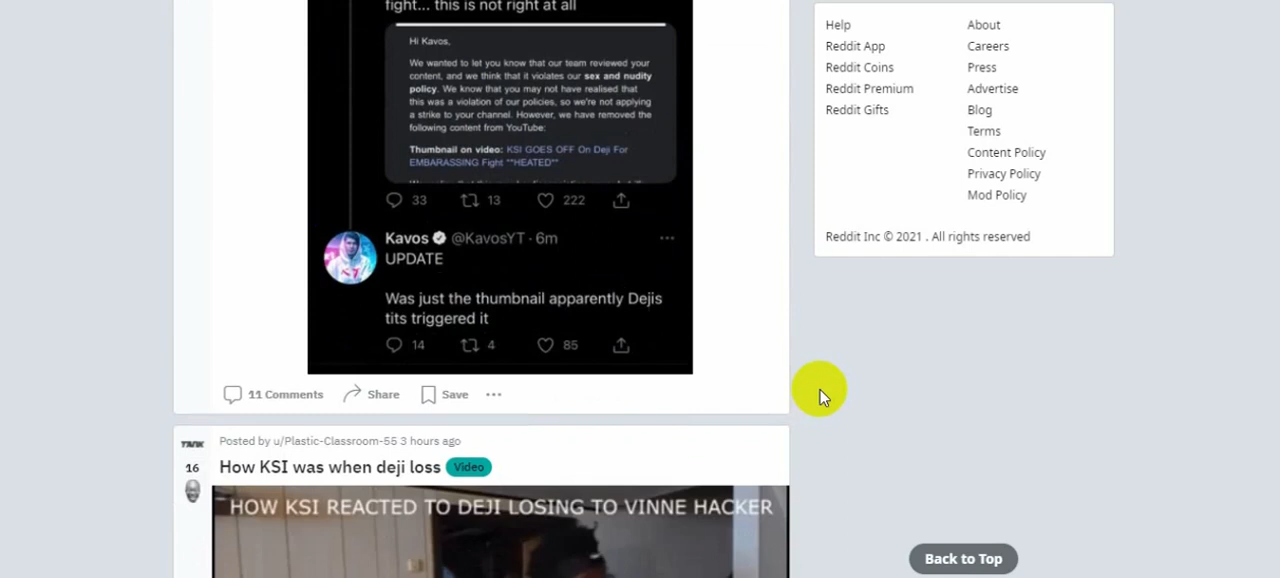 fight... this is not right at all
Hi Kavos,
We wanted to let you know that our team reviewed your
content, and we think that it violates our sex and nudity
policy. We know that you may not have realised that
this was a violation of our policies, so we're not applying
a strike to your channel. However, we have removed the
following content from YouTube:
Thumbnail on video: KSI GOES OFF On Deji For
EMBARASSING Fight **HEATED**
33 13 222
Kavos @KavosYT · 6m ...
UPDATE
Was just the thumbnail apparently Dejis
tits triggered it
14 4 85
11 Comments Share Save ...
TANK
Posted by u/Plastic-Classroom-55 3 hours ago
16
How KSI was when deji loss Video
HOW KSI REACTED TO DEJI LOSING TO VINNE HACKER
Help
Reddit App
Reddit Coins
Reddit Premium
Reddit Gifts
About
Careers
Press
Advertise
Blog
Terms
Content Policy
Privacy Policy
Mod Policy
Reddit Inc © 2021 . All rights reserved
Back to Top